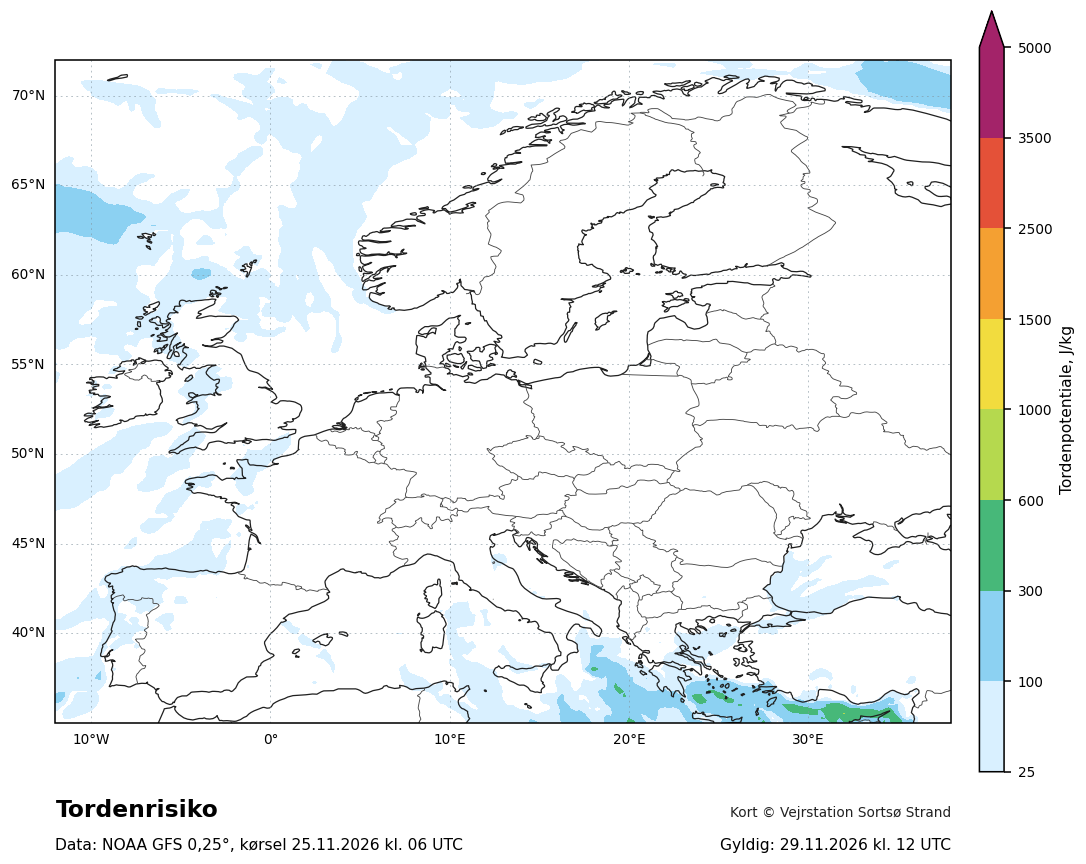 70°N
65°N
60°N
55°N
50°N
45°N
40°N
10°W
0°
10°E
20°E
30°E
5000
3500
2500
1500
1000
600
300
100
25
Tordenpotentiale, J/kg
Tordenrisiko
Kort © Vejrstation Sortsø Strand
Data: NOAA GFS 0,25°, kørsel 25.11.2026 kl. 06 UTC
Gyldig: 29.11.2026 kl. 12 UTC